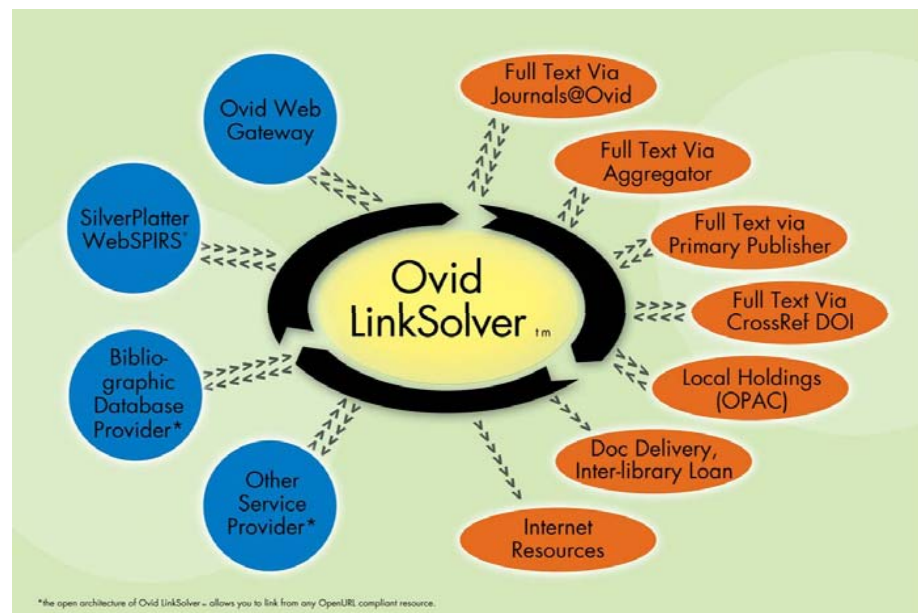 Ovid Web
Gateway
SilverPlatter
WebSPIRS®
Biblio-
graphic
Database
Provider*
Other
Service
Provider*
Ovid
LinkSolver tm
Full Text Via
Journals@Ovid
Full Text Via
Aggregator
Full Text via
Primary Publisher
Full Text Via
CrossRef DOI
Local Holdings
(OPAC)
Doc Delivery,
Inter-library Loan
Internet
Resources
*the open architecture of Ovid LinkSolver™ allows you to link from any OpenURL compliant resource.